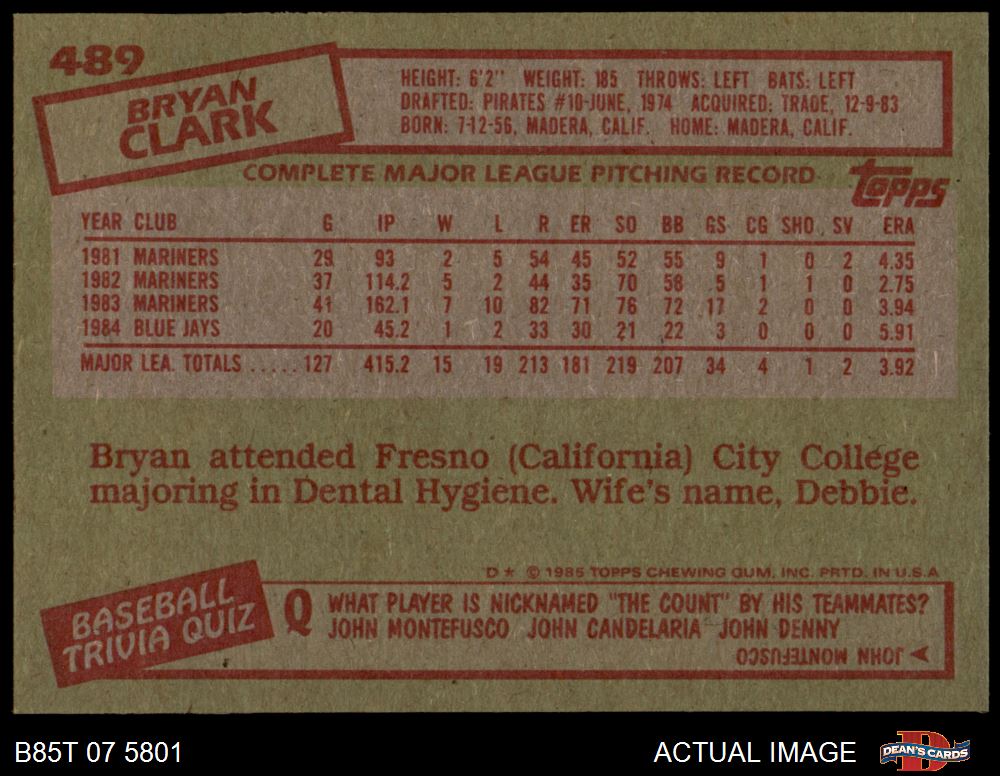 489
BRYAN
CLARK
HEIGHT: 6'2" WEIGHT: 185 THROWS: LEFT BATS: LEFT
DRAFTED: PIRATES #10-JUNE, 1974 ACQUIRED: TRADE, 12-9-83
BORN: 7-12-56, MADERA, CALIF. HOME: MADERA, CALIF.
COMPLETE MAJOR LEAGUE PITCHING RECORD
Topps
YEAR CLUB G IP W L R ER SO BB GS CG SHO SV ERA
1981 MARINERS 29 93 2 5 54 45 52 55 9 1 0 2 4.35
1982 MARINERS 37 114.2 5 2 44 35 70 58 5 1 1 0 2.75
1983 MARINERS 41 162.1 7 10 82 71 76 72 17 2 0 0 3.94
1984 BLUE JAYS 20 45.2 1 2 33 30 21 22 3 0 0 0 5.91
MAJOR LEA. TOTALS ..... 127 415.2 15 19 213 181 219 207 34 4 1 2 3.92
Bryan attended Fresno (California) City College
majoring in Dental Hygiene. Wife's name, Debbie.
D* © 1985 TOPPS CHEWING GUM, INC. PRTD. IN U.S.A
BASEBALL
TRIVIA QUIZ
Q WHAT PLAYER IS NICKNAMED "THE COUNT" BY HIS TEAMMATES?
JOHN MONTEFUSCO JOHN CANDELARIA JOHN DENNY
JOHN MONTEFUSCO
B85T 07 5801
ACTUAL IMAGE
D
DEAN'S CARDS